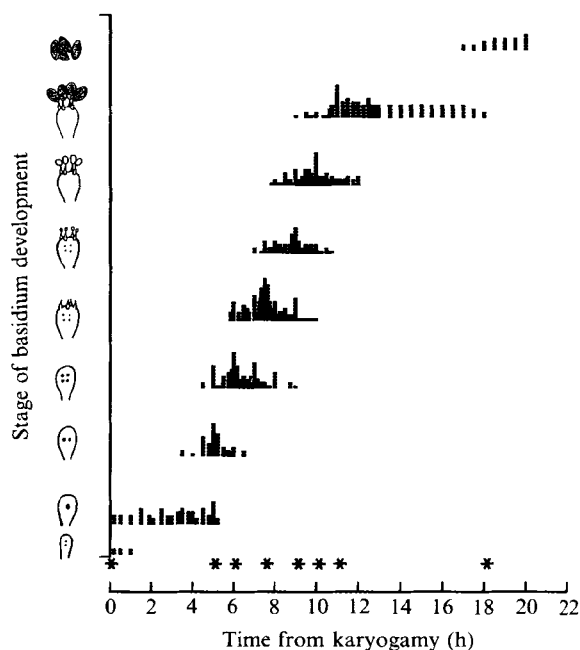 Stage of basidium development
* * * * * * * *
0 2 4 6 8 10 12 14 16 18 20 22
Time from karyogamy (h)